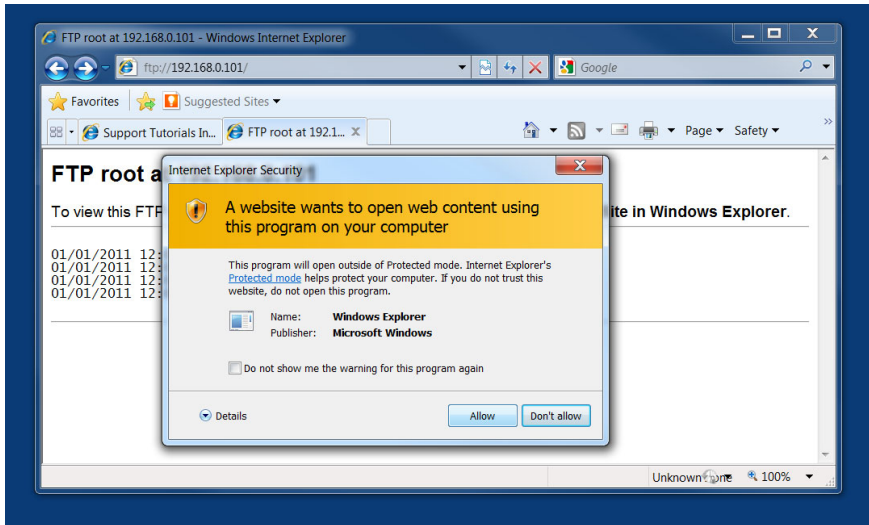 FTP root at 192.168.0.101 - Windows Internet Explorer
X
ftp://192.168.0.101/
Google
Favorites
Suggested Sites
Support Tutorials In...
FTP root at 192.1... X
Page
Safety
»
FTP root a
Internet Explorer Security
X
To view this FTP
ite in Windows Explorer.
A website wants to open web content using
this program on your computer
01/01/2011 12:
01/01/2011 12:
01/01/2011 12:
01/01/2011 12:
This program will open outside of Protected mode. Internet Explorer's
Protected mode helps protect your computer. If you do not trust this
website, do not open this program.
Name: Windows Explorer
Publisher: Microsoft Windows
Do not show me the warning for this program again
Details
Allow
Don't allow
Unknown
100%